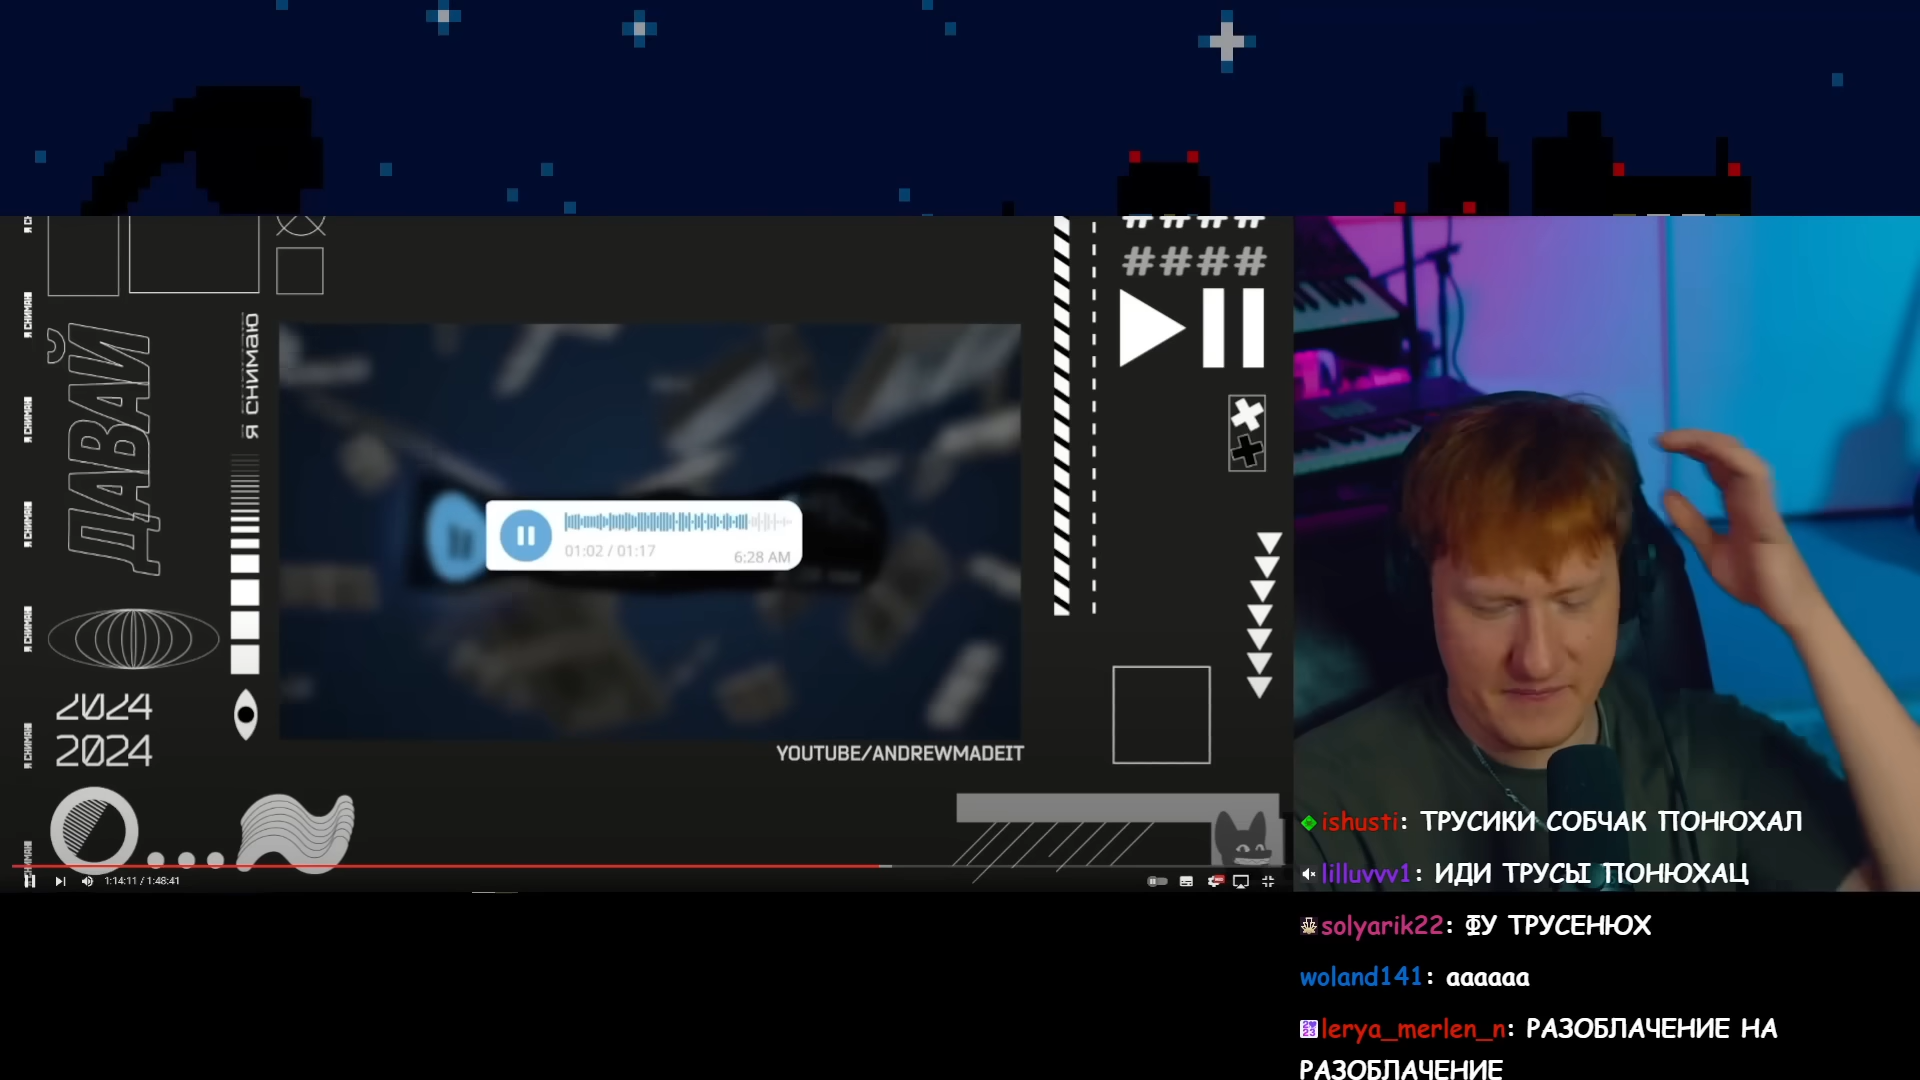 ####
####
ДАВАЙ
Я СНИМАЮ
01:02 / 01:17
6:28 AM
2024
2024
YOUTUBE/ANDREWMADEIT
1:14:11 / 1:48:41
ishusti: ТРУСИКИ СОБЧАК ПОНЮХАЛ
lilluvvv1: ИДИ ТРУСЫ ПОНЮХАЦ
solyarik22: ФУ ТРУСЕНЮХ
woland141: аааааа
lerya_merlen_n: РАЗОБЛАЧЕНИЕ НА
РАЗОБЛАЧЕНИЕ